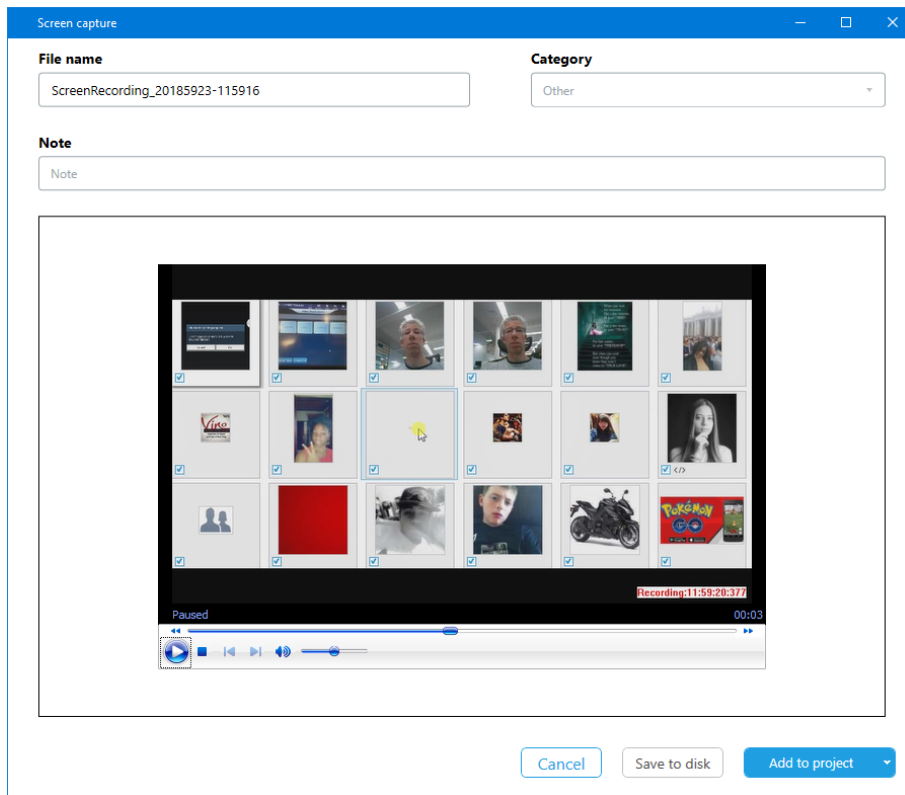 Screen capture
File name
Category
ScreenRecording_20185923-115916
Other
Note
Note
Vino
</>
POKÉMON
GO
Recording:11:59:20:377
Paused
00:03
Cancel
Save to disk
Add to project